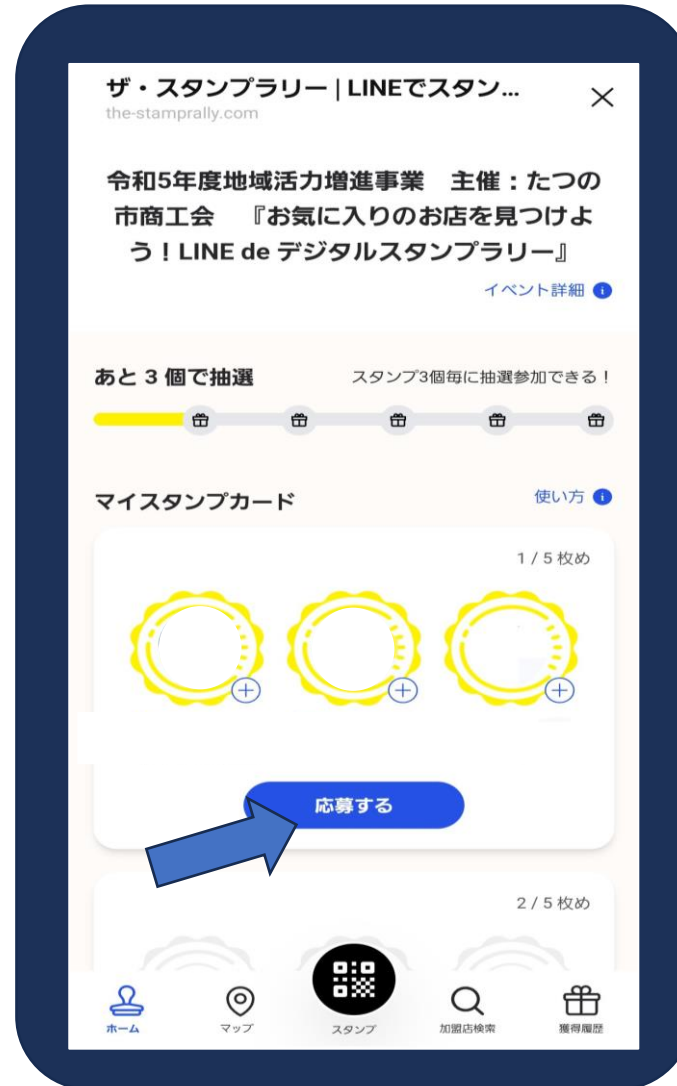 ザ・スタンプラリー | LINEでスタン...
the-stamprally.com
令和5年度地域活力増進事業　主催：たつの
市商工会　『お気に入りのお店を見つけよ
う！LINE de デジタルスタンプラリー』
イベント詳細
あと 3 個で抽選
スタンプ3個毎に抽選参加できる！
マイスタンプカード
使い方
1 / 5 枚め
応募する
2 / 5 枚め
ホーム
マップ
スタンプ
加盟店検索
獲得履歴